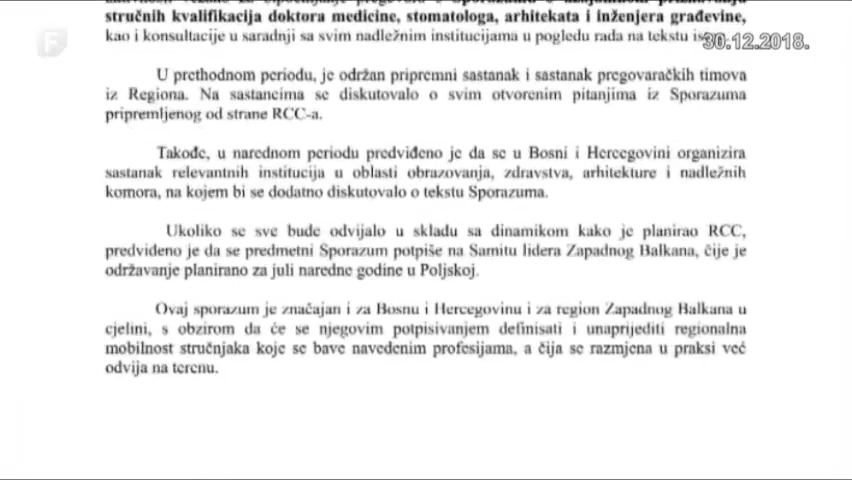 stručnih kvalifikacija doktora medicine, stomatologa, arhitekata i inženjera građevine,
kao i konsultacije u saradnji sa svim nadležnim institucijama u pogledu rada na tekstu
30.12.2018.
U prethodnom periodu, je održan pripremni sastanak i sastanak pregovaračkih timova
iz Regiona. Na sastancima se diskutovalo o svim otvorenim pitanjima iz Sporazuma
pripremljenog od strane RCC-a.
Takođe, u narednom periodu predviđeno je da se u Bosni i Hercegovini organizira
sastanak relevantnih institucija u oblasti obrazovanja, zdravstva, arhitekture i nadležnih
komora, na kojem bi se dodatno diskutovalo o tekstu Sporazuma.
Ukoliko se sve bude odvijalo u skladu sa dinamikom kako je planirao RCC,
predviđeno je da se predmetni Sporazum potpiše na Samitu lidera Zapadnog Balkana, čije je
održavanje planirano za juli naredne godine u Poljskoj.
Ovaj sporazum je značajan i za Bosnu i Hercegovinu i za region Zapadnog Balkana u
cjelini, s obzirom da će se njegovim potpisivanjem definisati i unaprijediti regionalna
mobilnost stručnjaka koje se bave navedenim profesijama, a čija se razmjena u praksi već
odvija na terenu.